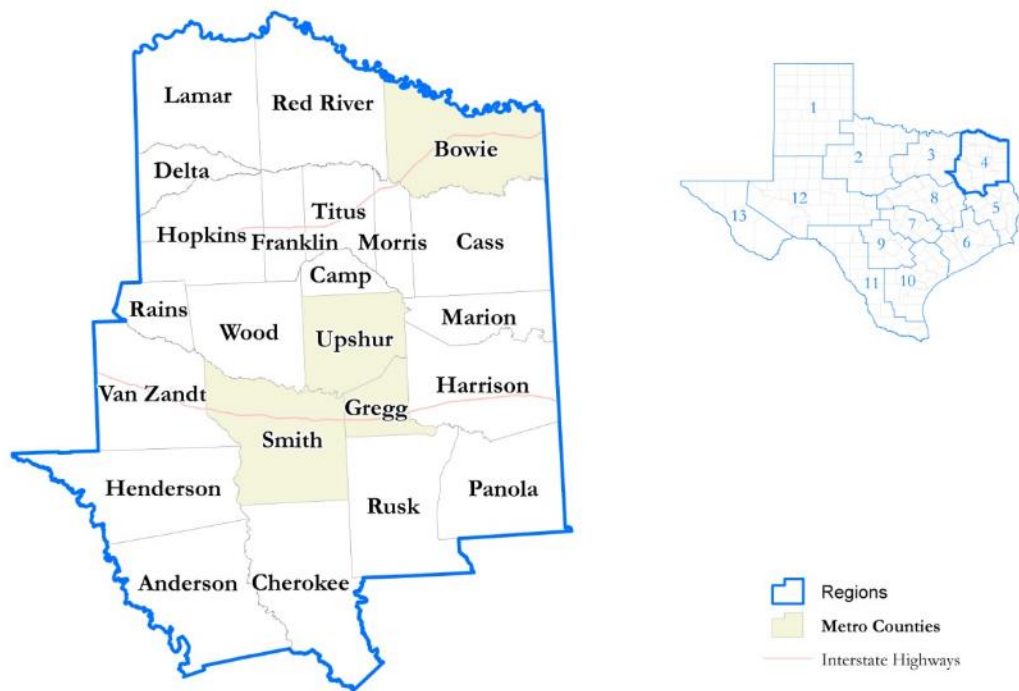 Lamar
Red River
Bowie
Delta
Titus
Hopkins
Franklin
Morris
Cass
Camp
Rains
Wood
Upshur
Marion
Van Zandt
Harrison
Gregg
Smith
Henderson
Rusk
Panola
Anderson
Cherokee
1
2
3
4
12
8
5
13
7
9
6
11
10
Regions
Metro Counties
Interstate Highways